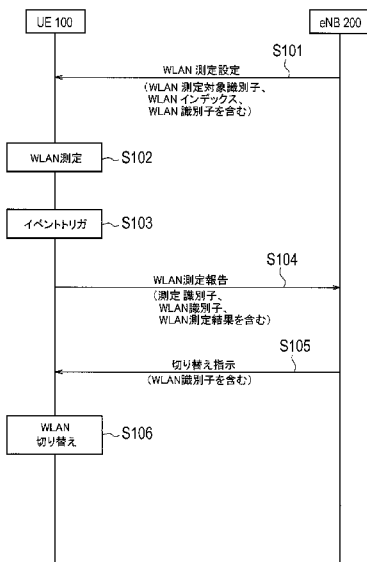 UE 100
eNB 200
S101
WLAN 測定設定
(WLAN 測定対象識別子、
WLAN インデックス、
WLAN 識別子を含む)
WLAN測定
S102
イベントトリガ
S103
S104
WLAN測定報告
(測定 識別子、
WLAN識別子、
WLAN測定結果を含む)
S105
切り替え指示
(WLAN識別子を含む)
WLAN
切り替え
S106